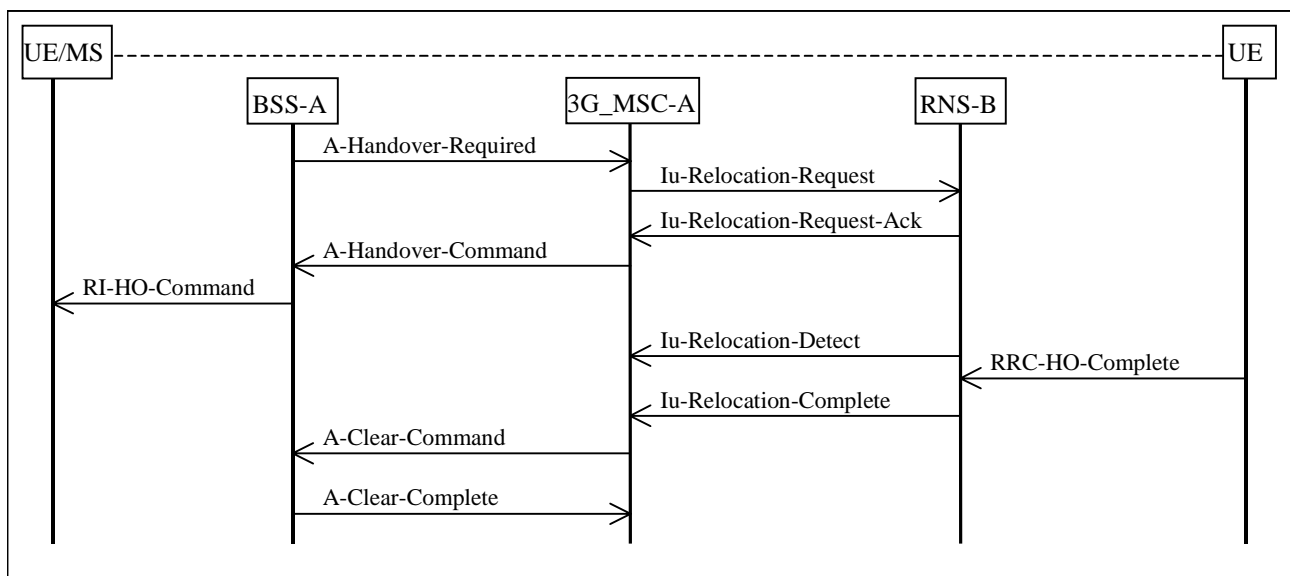 UE/MS
UE
BSS-A
3G_MSC-A
RNS-B
A-Handover-Required
Iu-Relocation-Request
Iu-Relocation-Request-Ack
A-Handover-Command
RI-HO-Command
Iu-Relocation-Detect
RRC-HO-Complete
Iu-Relocation-Complete
A-Clear-Command
A-Clear-Complete